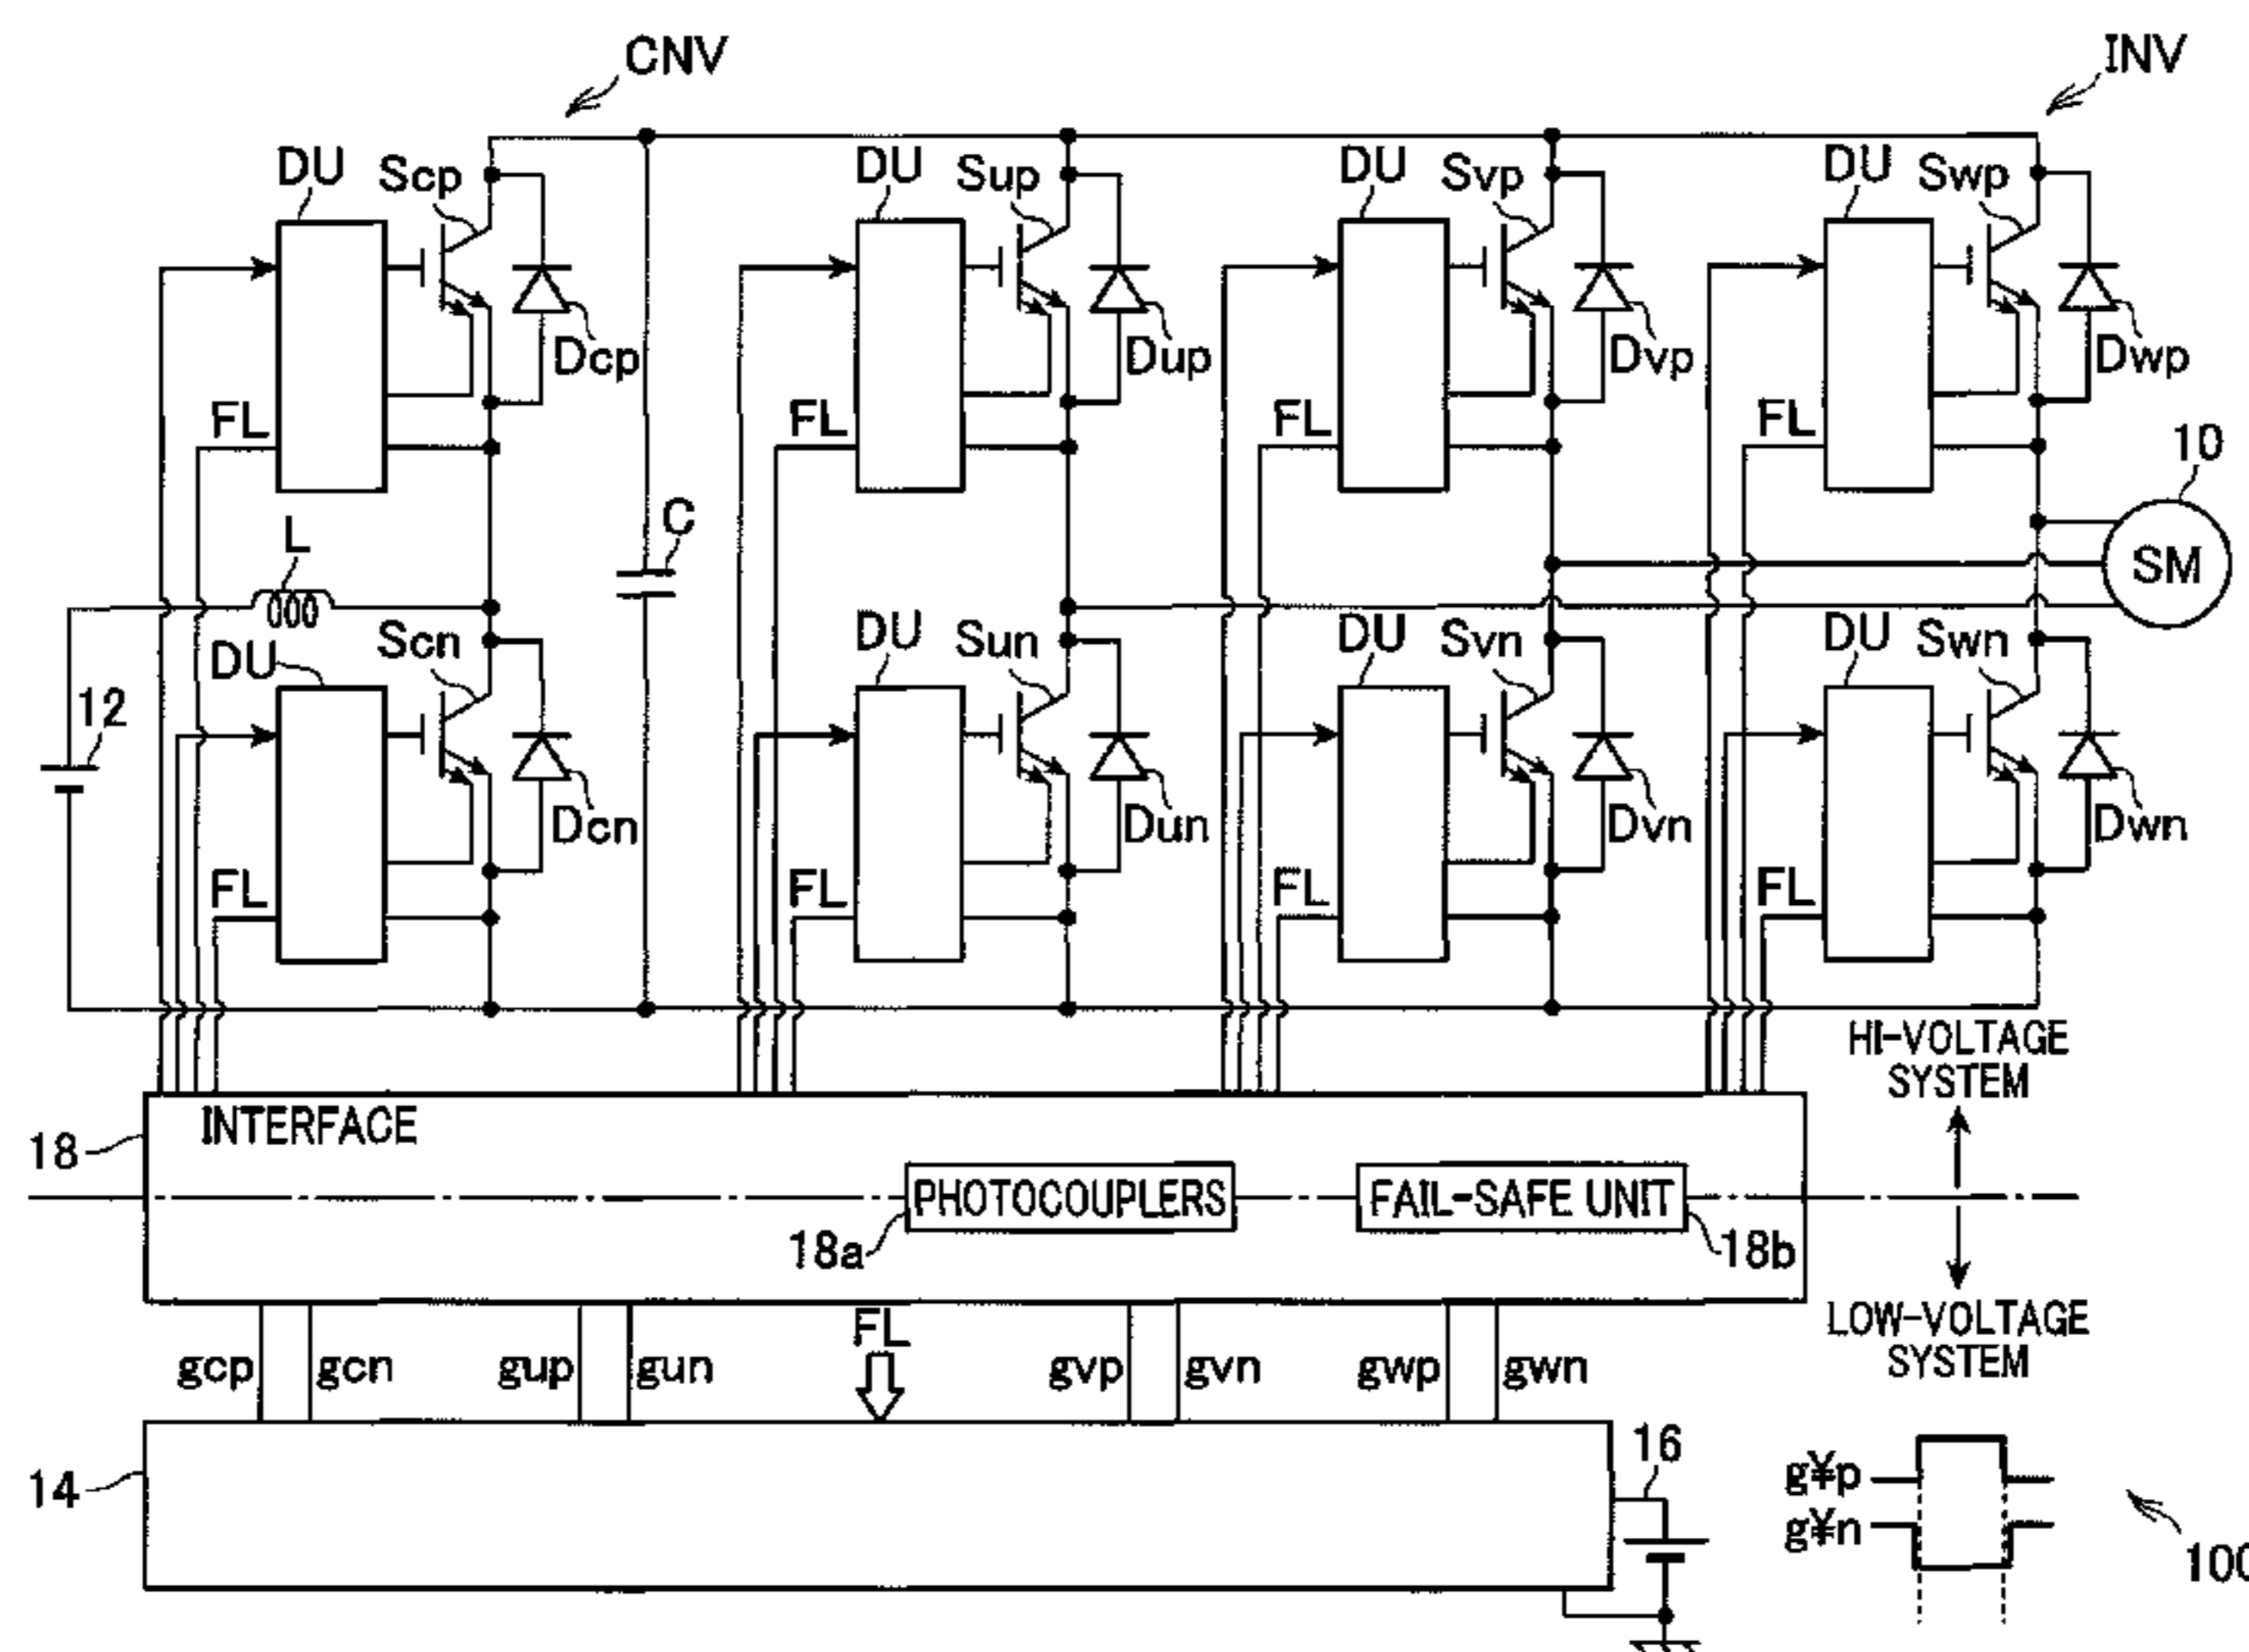 CNV
INV
DU Scp DU Sup DU Svp DU Swp
Dcp Dup Dvp Dwp
FL FL FL FL
10
C
L
SM
DU Scn DU Sun DU Svn DU Swn
12
Dcn Dun Dvn Dwn
FL FL FL FL
HI-VOLTAGE
SYSTEM
INTERFACE
18
PHOTOCOUPLERS FAIL-SAFE UNIT
18a 18b
LOW-VOLTAGE
SYSTEM
FL
gcp gcn gup gun gvp gvn gwp gwn
16
14
g¥p
g¥n
100